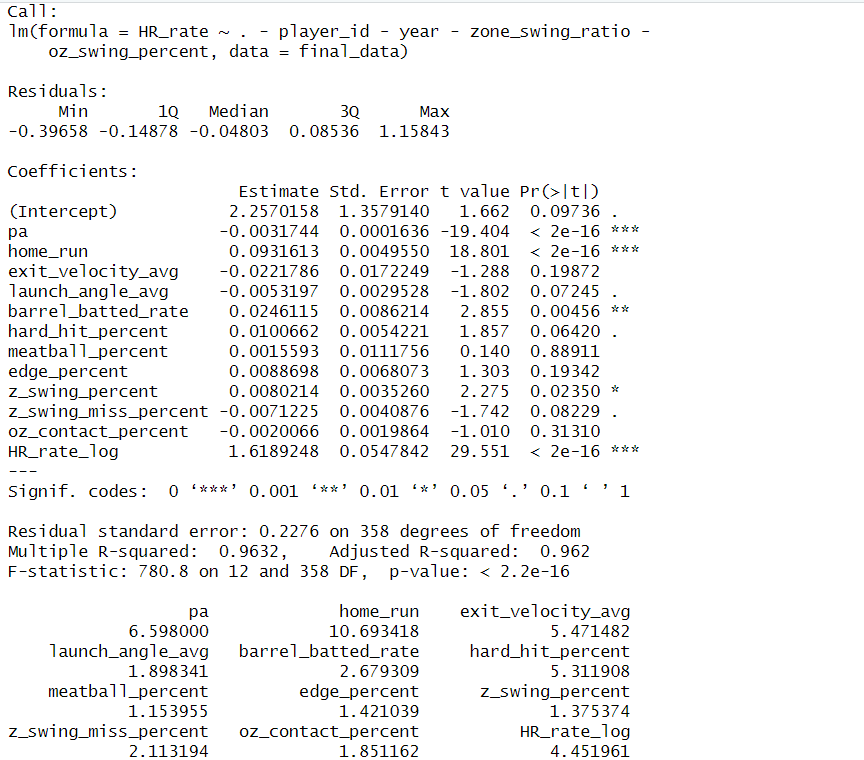 Call:
lm(formula = HR_rate ~ . - player_id - year - zone_swing_ratio -
    oz_swing_percent, data = final_data)

Residuals:
     Min       1Q   Median       3Q      Max
-0.39658 -0.14878 -0.04803  0.08536  1.15843

Coefficients:
                       Estimate Std. Error t value Pr(>|t|)
(Intercept)           2.2570158  1.3579140   1.662  0.09736 .
pa                   -0.0031744  0.0001636 -19.404  < 2e-16 ***
home_run              0.0931613  0.0049550  18.801  < 2e-16 ***
exit_velocity_avg    -0.0221786  0.0172249  -1.288  0.19872
launch_angle_avg     -0.0053197  0.0029528  -1.802  0.07245 .
barrel_batted_rate    0.0246115  0.0086214   2.855  0.00456 **
hard_hit_percent      0.0100662  0.0054221   1.857  0.06420 .
meatball_percent      0.0015593  0.0111756   0.140  0.88911
edge_percent          0.0088698  0.0068073   1.303  0.19342
z_swing_percent       0.0080214  0.0035260   2.275  0.02350 *
z_swing_miss_percent -0.0071225  0.0040876  -1.742  0.08229 .
oz_contact_percent   -0.0020066  0.0019864  -1.010  0.31310
HR_rate_log           1.6189248  0.0547842  29.551  < 2e-16 ***
---
Signif. codes:  0 ‘***’ 0.001 ‘**’ 0.01 ‘*’ 0.05 ‘.’ 0.1 ‘ ’ 1

Residual standard error: 0.2276 on 358 degrees of freedom
Multiple R-squared:  0.9632,    Adjusted R-squared:  0.962
F-statistic: 780.8 on 12 and 358 DF,  p-value: < 2.2e-16

                  pa             home_run    exit_velocity_avg
            6.598000            10.693418             5.471482
    launch_angle_avg   barrel_batted_rate     hard_hit_percent
            1.898341             2.679309             5.311908
    meatball_percent         edge_percent      z_swing_percent
            1.153955             1.421039             1.375374
z_swing_miss_percent   oz_contact_percent          HR_rate_log
            2.113194             1.851162             4.451961